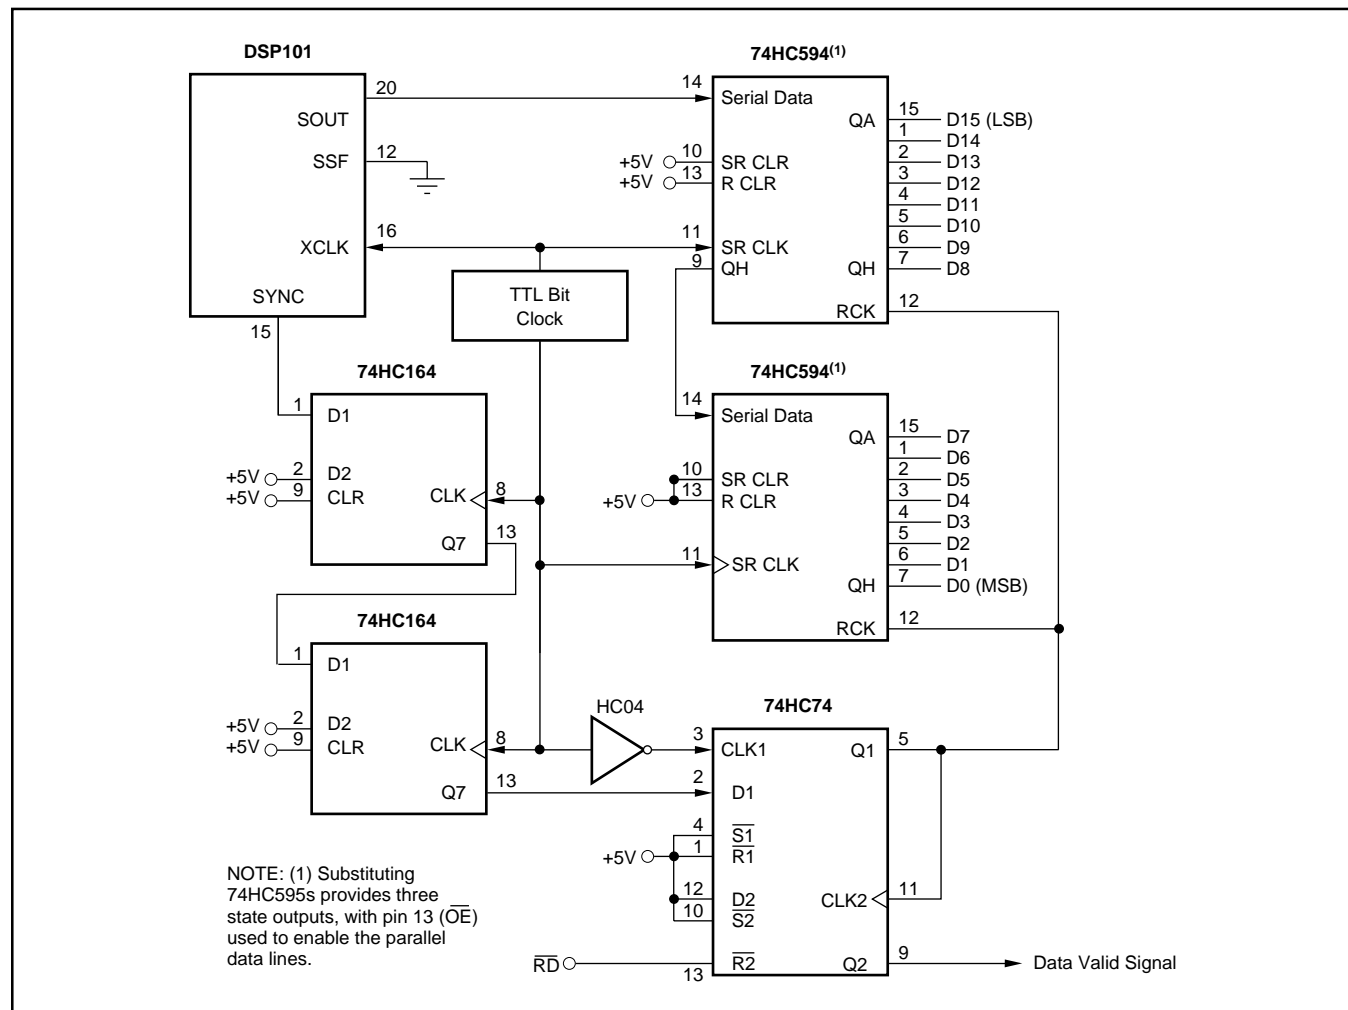 DSP101
20
SOUT
12
SSF
16
XCLK
SYNC
15
74HC594(1)
14
Serial Data
+5V
10
SR CLR
+5V
13
R CLR
11
SR CLK
9
QH
QA
15
D15 (LSB)
1
D14
2
D13
3
D12
4
D11
5
D10
6
D9
QH
7
D8
RCK
12
TTL Bit
Clock
74HC164
1
D1
+5V
2
D2
+5V
9
CLR
CLK
8
Q7
13
74HC594(1)
14
Serial Data
10
SR CLR
+5V
13
R CLR
11
SR CLK
QA
15
D7
1
D6
2
D5
3
D4
4
D3
5
D2
6
D1
QH
7
D0 (MSB)
RCK
12
74HC164
1
D1
+5V
2
D2
+5V
9
CLR
CLK
8
Q7
13
HC04
74HC74
3
CLK1
2
D1
4
S1
+5V
1
R1
12
D2
10
S2
RD
13
R2
Q1
5
CLK2
11
Q2
9
Data Valid Signal
NOTE: (1) Substituting
74HC595s provides three
state outputs, with pin 13 (OE)
used to enable the parallel
data lines.